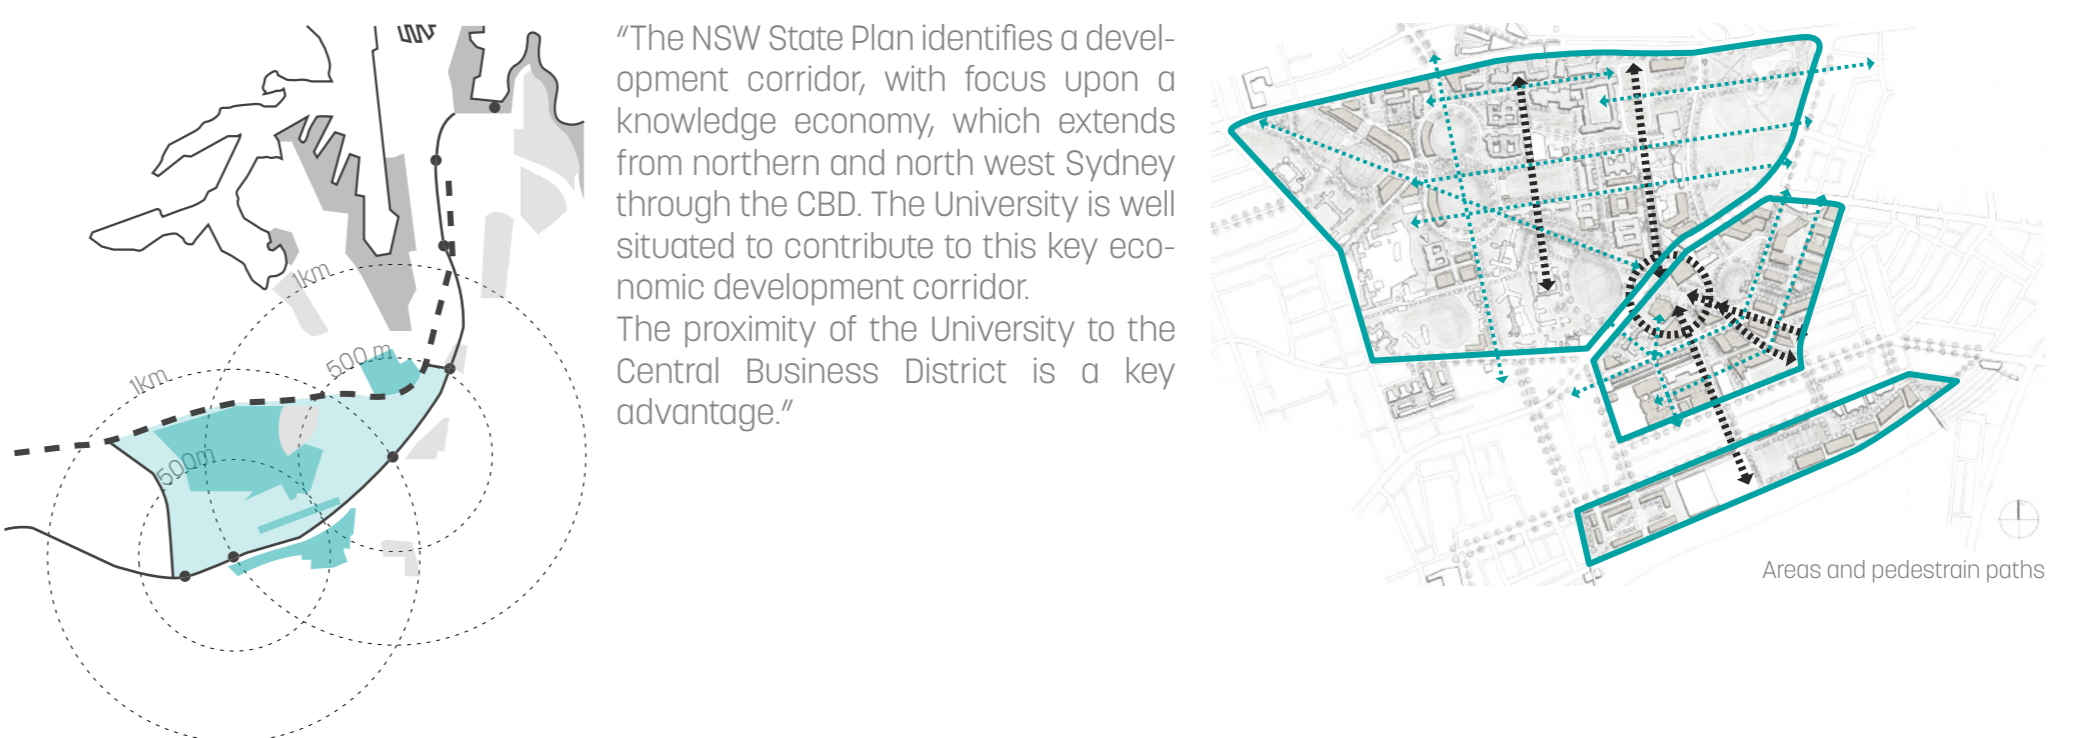 1km
500 m
1km
500m
"The NSW State Plan identifies a devel-
opment corridor, with focus upon a
knowledge economy, which extends
from northern and north west Sydney
through the CBD. The University is well
situated to contribute to this key eco-
nomic development corridor.
The proximity of the University to the
Central Business District is a key
advantage."
Areas and pedestrain paths